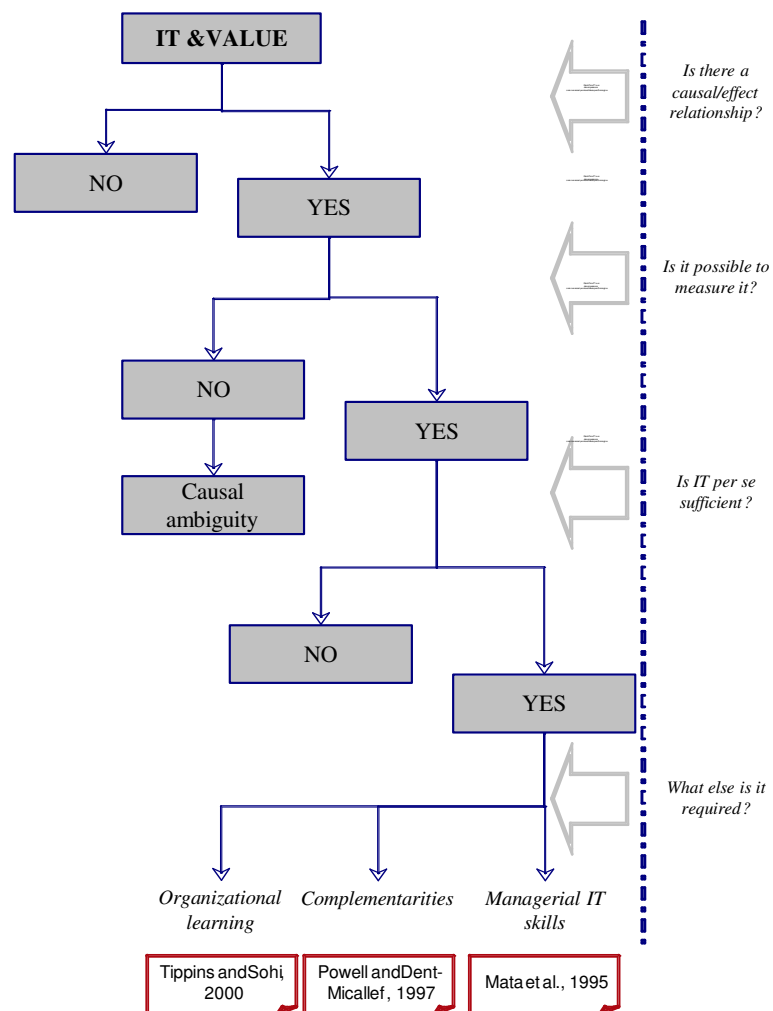 IT &VALUE
Is there a
causal/effect
relationship?
NO
YES
Is it possible to
measure it?
NO
YES
Causal
ambiguity
Is IT per se
sufficient?
NO
YES
What else is it
required?
Organizational
learning
Complementarities
Managerial IT
skills
Tippins and Sohi,
2000
Powell and Dent-
Micallef, 1997
Mata et al., 1995